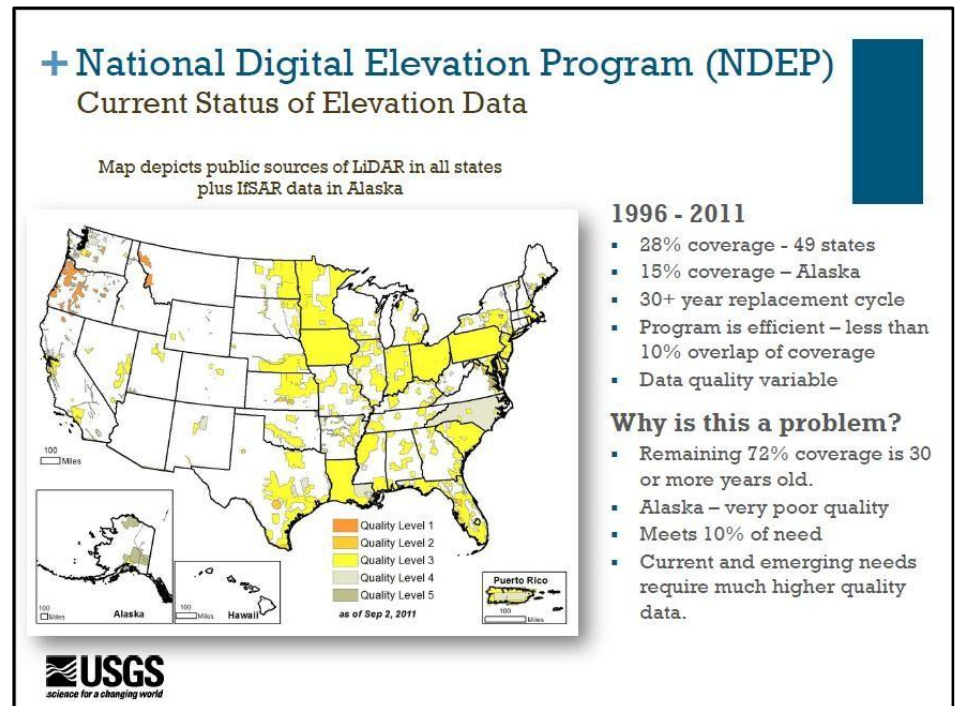 + National Digital Elevation Program (NDEP)
Current Status of Elevation Data
Map depicts public sources of LiDAR in all states
plus IfSAR data in Alaska
100
Miles
Quality Level 1
Quality Level 2
Quality Level 3
Quality Level 4
Quality Level 5
as of Sep 2, 2011
100
Miles
Alaska
100
Miles
Hawaii
Puerto Rico
100
Miles
1996 - 2011
▪ 28% coverage - 49 states
▪ 15% coverage – Alaska
▪ 30+ year replacement cycle
▪ Program is efficient – less than
10% overlap of coverage
▪ Data quality variable
Why is this a problem?
▪ Remaining 72% coverage is 30
or more years old.
▪ Alaska – very poor quality
▪ Meets 10% of need
▪ Current and emerging needs
require much higher quality
data.
USGS
science for a changing world